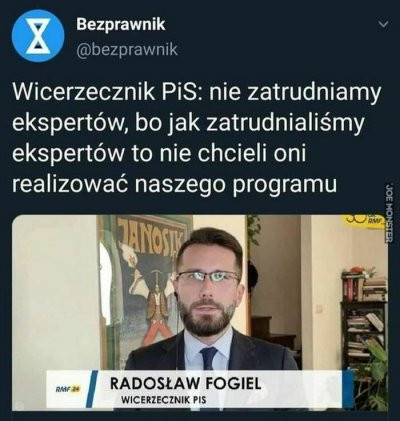 Bezprawnik
@bezprawnik
Wicerzecznik PiS: nie zatrudniamy
ekspertów, bo jak zatrudnialiśmy
ekspertów to nie chcieli oni
realizować naszego programu
JOE MONSTER
RMF
JANOSIK
RMF 24
RADOSŁAW FOGIEL
WICERZECZNIK PIS